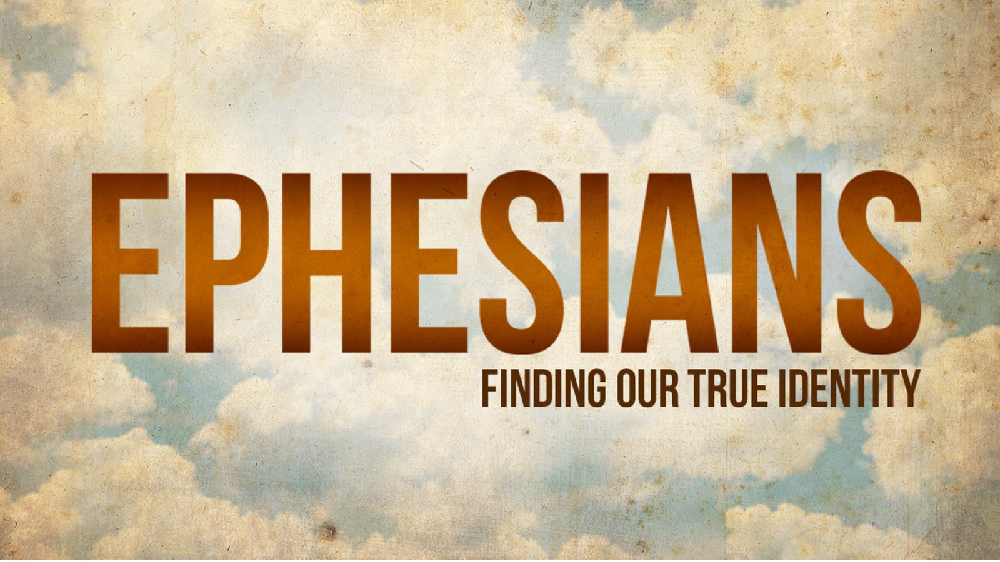 EPHESIANS
FINDING OUR TRUE IDENTITY